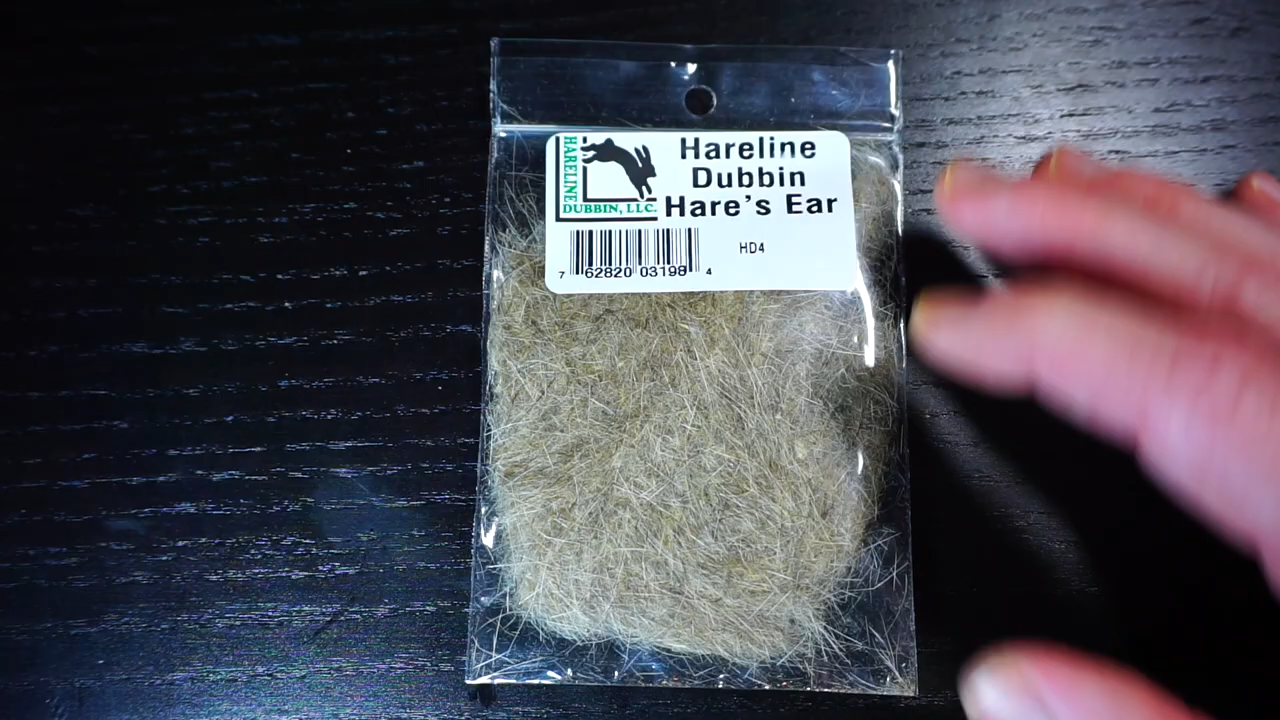 HARELINE
DUBBIN, LLC.
Hareline
Dubbin
Hare's Ear
HD4
7 62820 03198 4